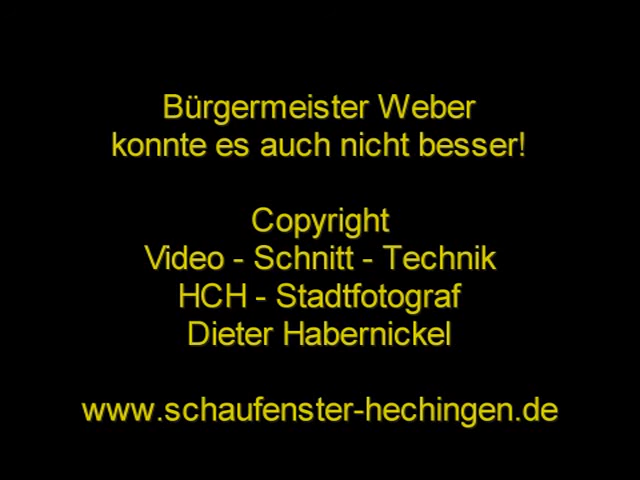 Bürgermeister Weber
konnte es auch nicht besser!
Copyright
Video - Schnitt - Technik
HCH - Stadtfotograf
Dieter Habernickel
www.schaufenster-hechingen.de